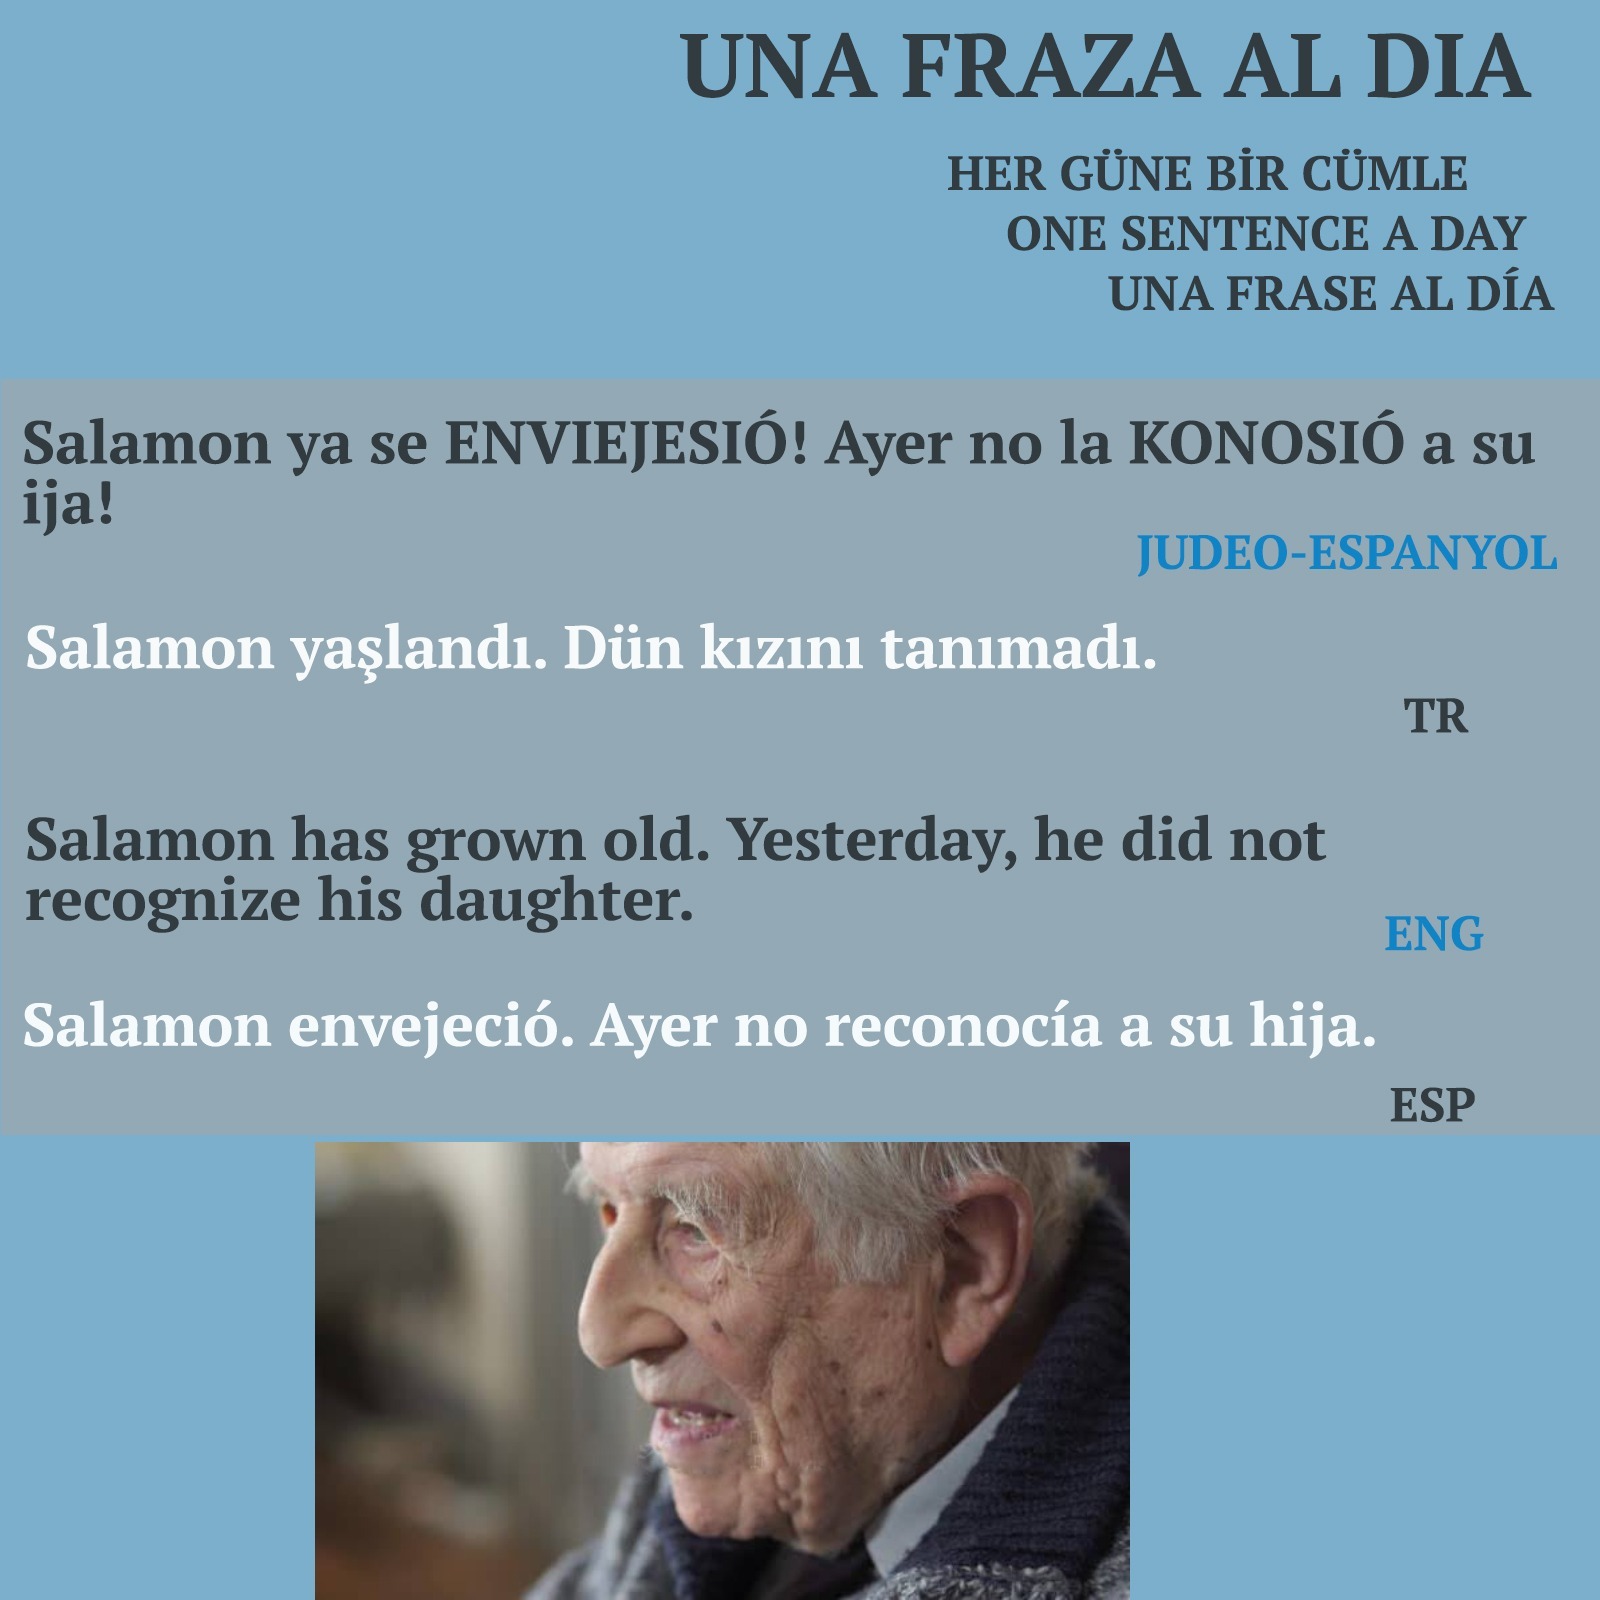 UNA FRAZA AL DIA
HER GÜNE BİR CÜMLE
ONE SENTENCE A DAY
UNA FRASE AL DÍA
Salamon ya se ENVIEJESIÓ! Ayer no la KONOSIÓ a su
ija!
JUDEO-ESPANYOL
Salamon yaşlandı. Dün kızını tanımadı.
TR
Salamon has grown old. Yesterday, he did not
recognize his daughter.
ENG
Salamon envejeció. Ayer no reconocía a su hija.
ESP